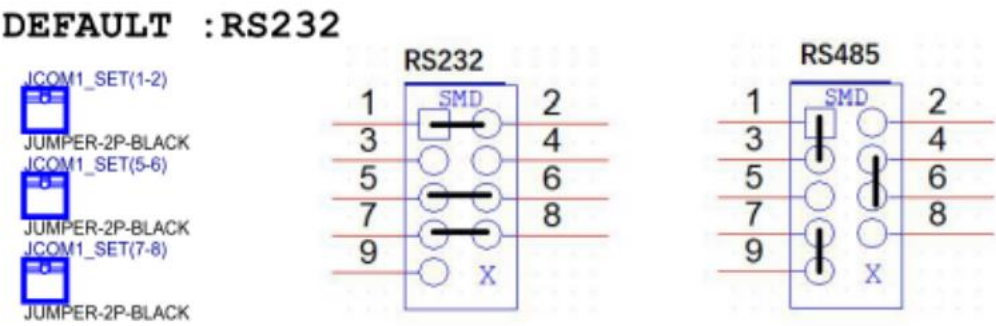 DEFAULT :RS232
JCOM1_SET(1-2)
JUMPER-2P-BLACK
JCOM1_SET(5-6)
JUMPER-2P-BLACK
JCOM1_SET(7-8)
JUMPER-2P-BLACK
RS232
SMD
1 2
3 4
5 6
7 8
9 X
RS485
SMD
1 2
3 4
5 6
7 8
9 X